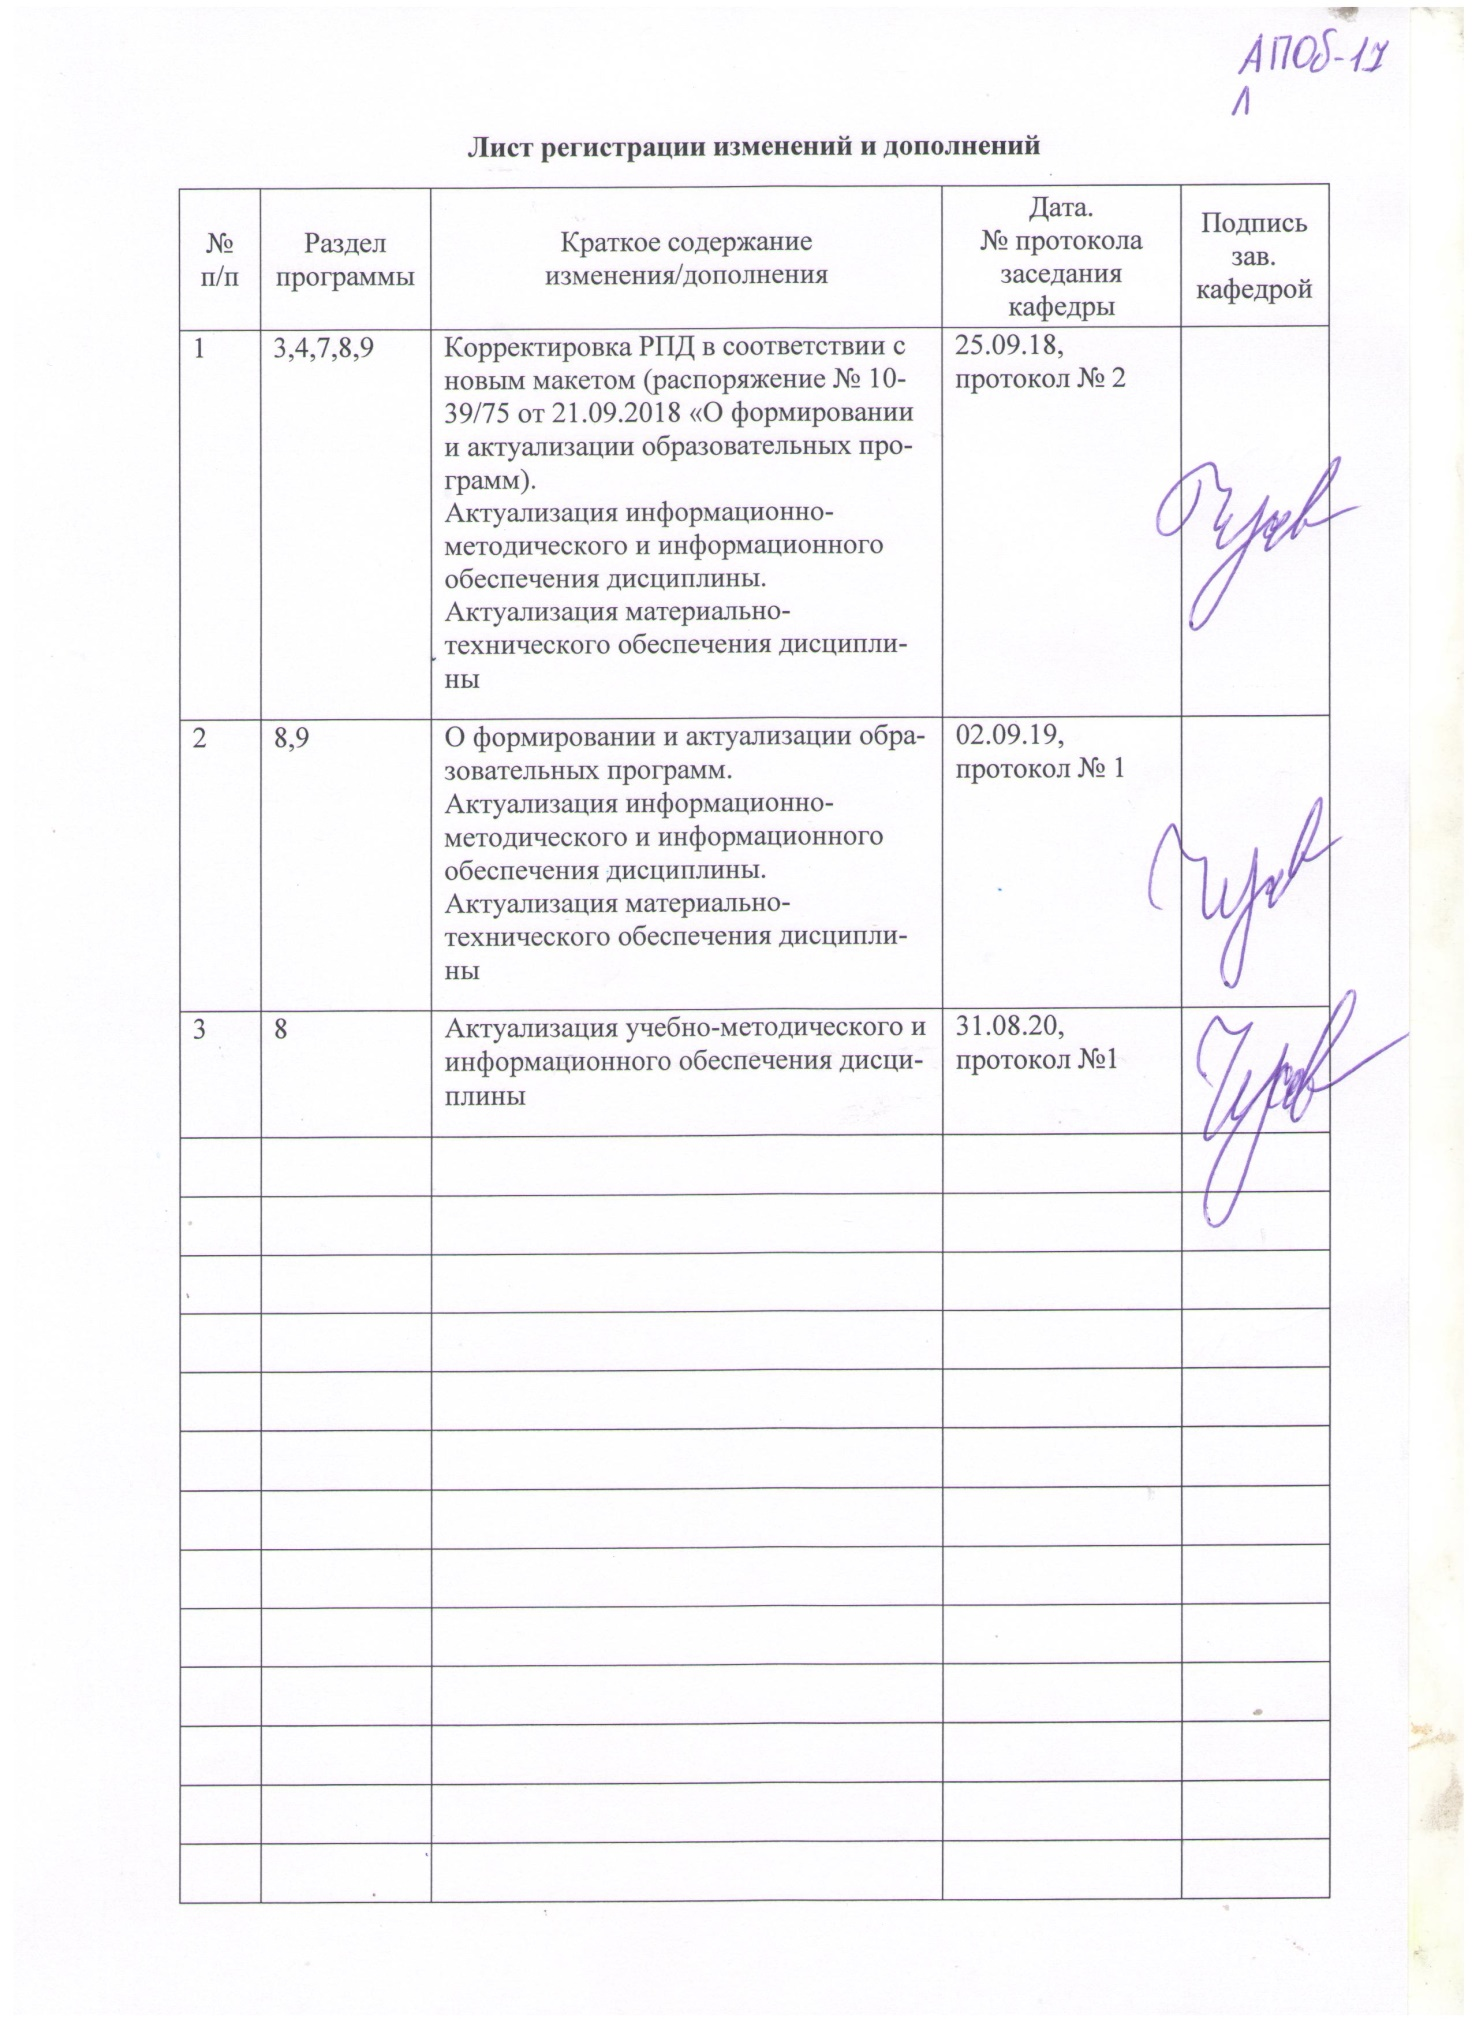 АПОб-17
Л
Лист регистрации изменений и дополнений
№
п/п
Раздел
программы
Краткое содержание
изменения/дополнения
Дата.
№ протокола
заседания
кафедры
Подпись
зав.
кафедрой
1
3,4,7,8,9
Корректировка РПД в соответствии с
новым макетом (распоряжение № 10-
39/75 от 21.09.2018 «О формировании
и актуализации образовательных про-
грамм).
Актуализация информационно-
методического и информационного
обеспечения дисциплины.
Актуализация материально-
технического обеспечения дисципли-
ны
25.09.18,
протокол № 2
2
8,9
О формировании и актуализации обра-
зовательных программ.
Актуализация информационно-
методического и информационного
обеспечения дисциплины.
Актуализация материально-
технического обеспечения дисципли-
ны
02.09.19,
протокол № 1
3
8
Актуализация учебно-методического и
информационного обеспечения дисци-
плины
31.08.20,
протокол №1